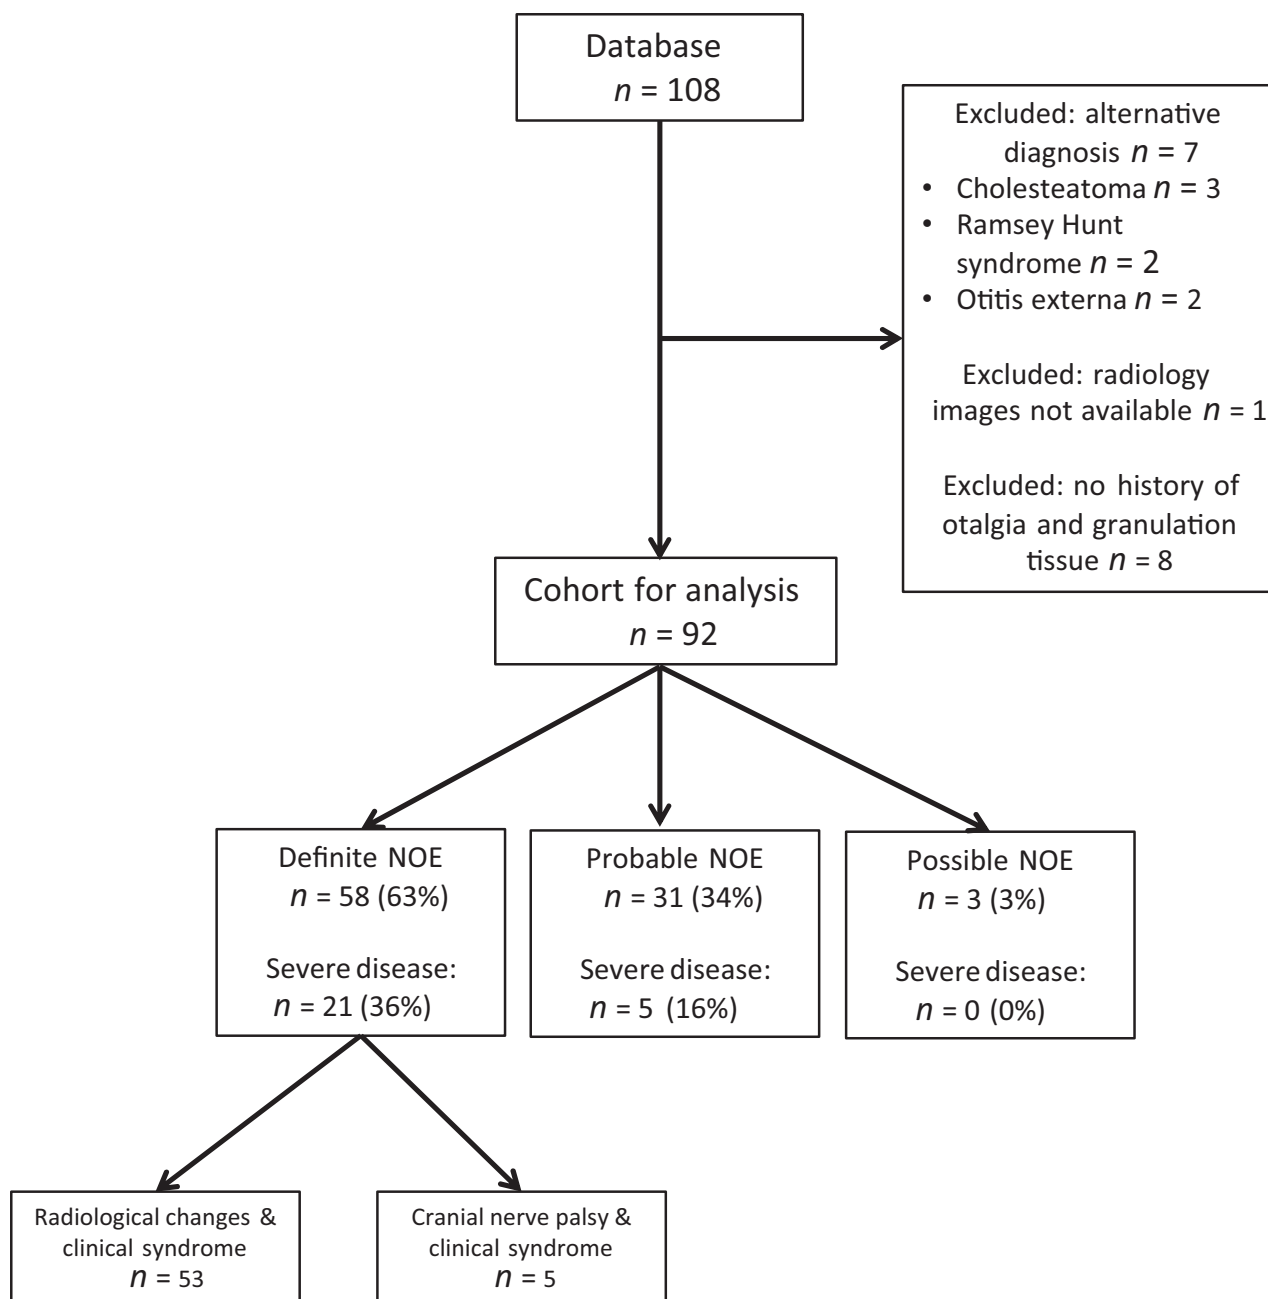 Database
n = 108
Excluded: alternative
diagnosis n = 7
• Cholesteatoma n = 3
• Ramsey Hunt
syndrome n = 2
• Otitis externa n = 2
Excluded: radiology
images not available n = 1
Excluded: no history of
otalgia and granulation
tissue n = 8
Cohort for analysis
n = 92
Definite NOE
n = 58 (63%)
Severe disease:
n = 21 (36%)
Probable NOE
n = 31 (34%)
Severe disease:
n = 5 (16%)
Possible NOE
n = 3 (3%)
Severe disease:
n = 0 (0%)
Radiological changes &
clinical syndrome
n = 53
Cranial nerve palsy &
clinical syndrome
n = 5